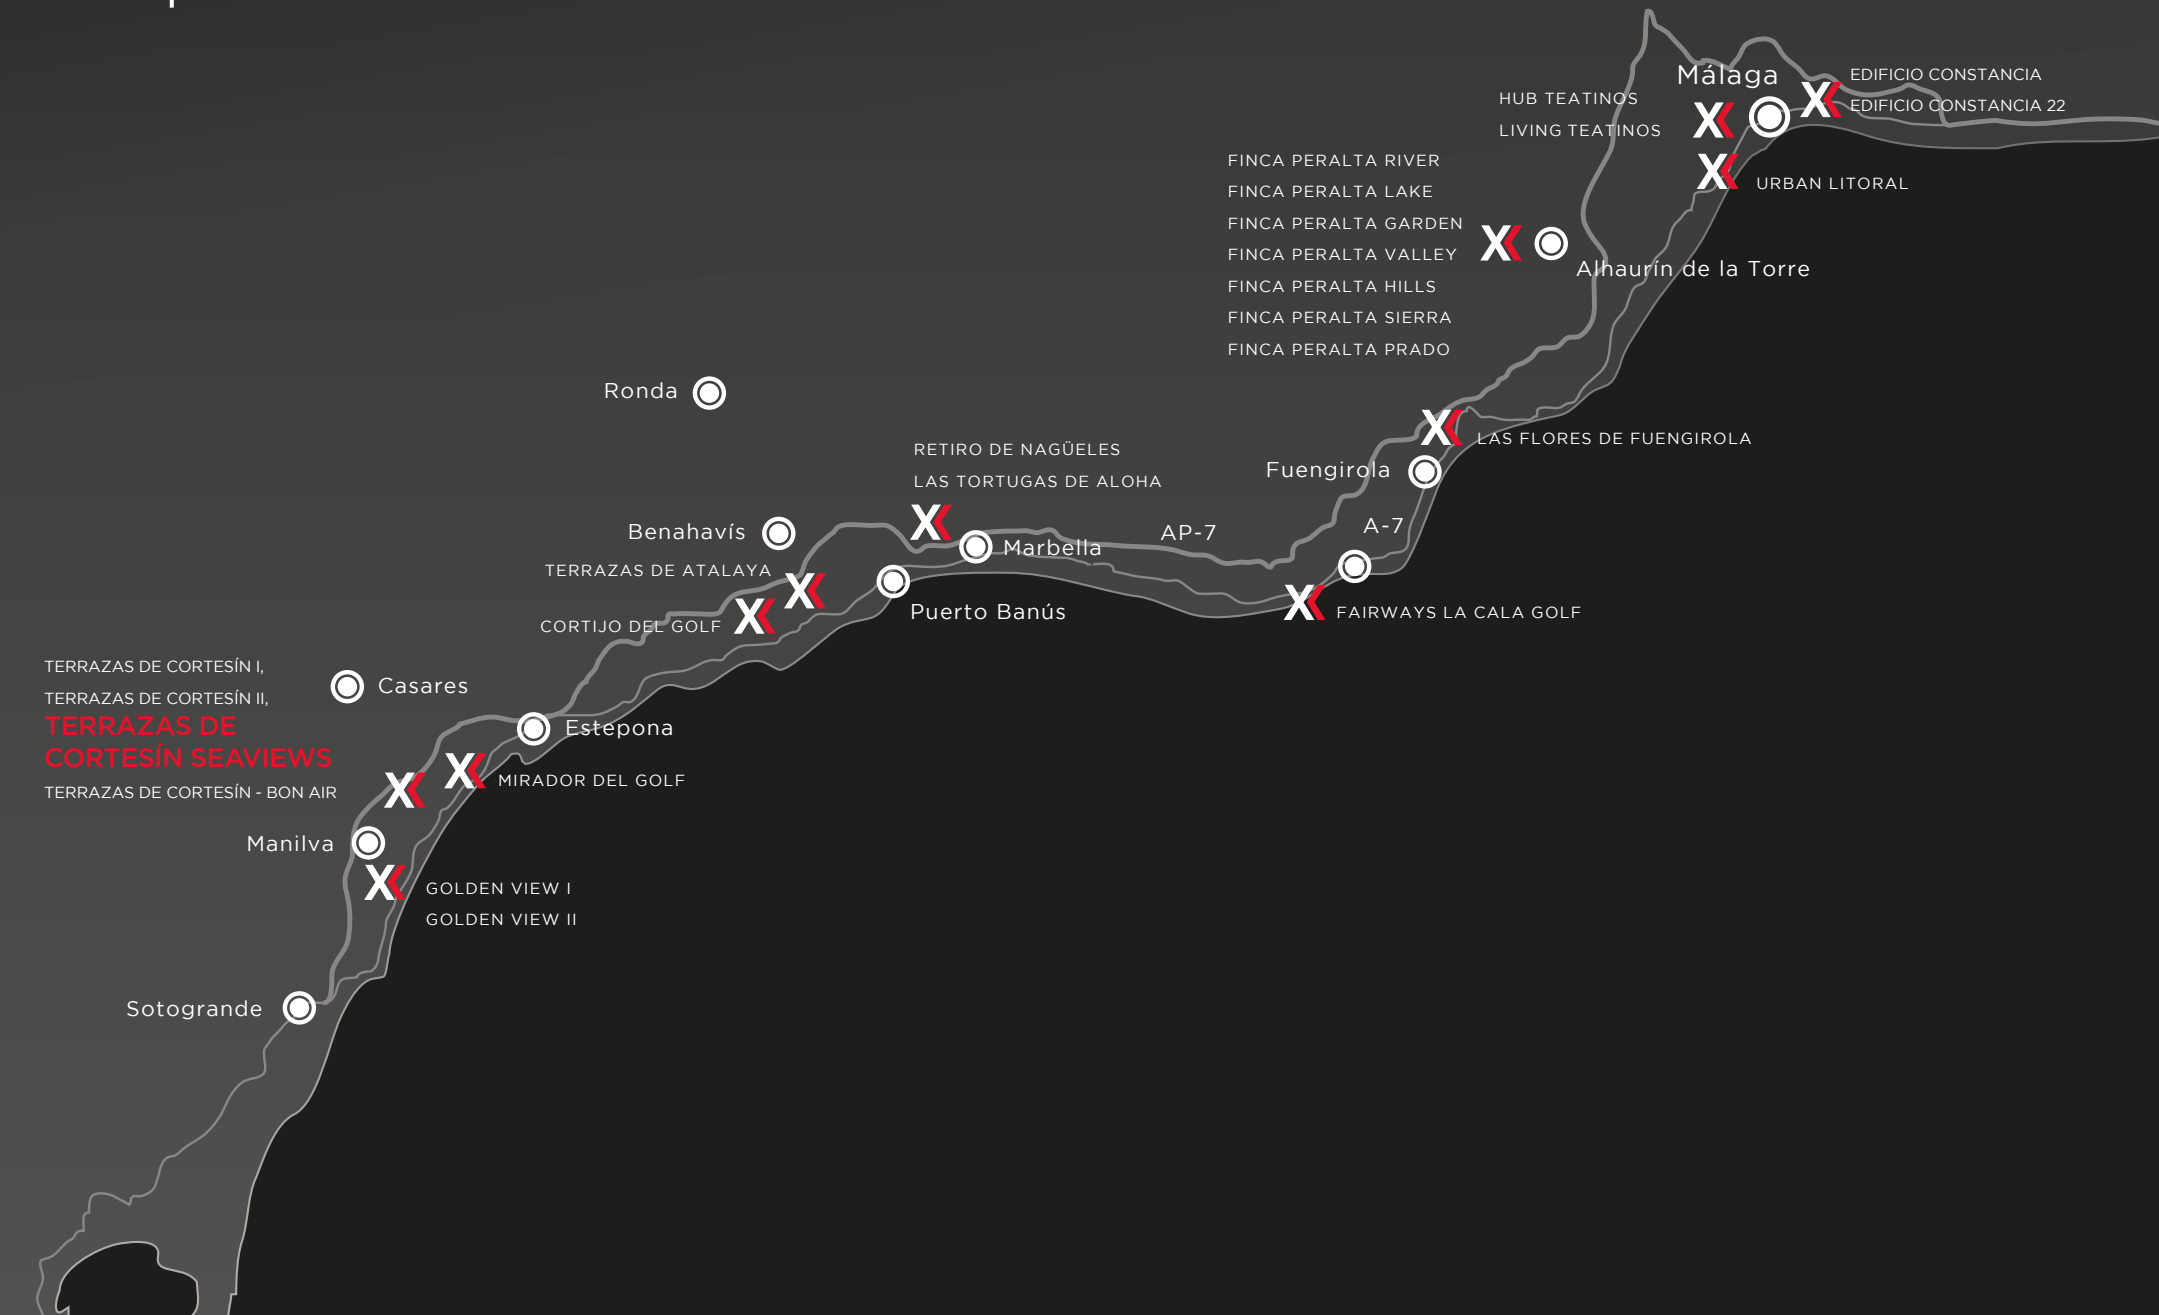 Málaga
EDIFICIO CONSTANCIA
EDIFICIO CONSTANCIA 22
HUB TEATINOS
LIVING TEATINOS
URBAN LITORAL
FINCA PERALTA RIVER
FINCA PERALTA LAKE
FINCA PERALTA GARDEN
FINCA PERALTA VALLEY
FINCA PERALTA HILLS
FINCA PERALTA SIERRA
FINCA PERALTA PRADO
Alhaurín de la Torre
Ronda
RETIRO DE NAGÜELES
LAS TORTUGAS DE ALOHA
LAS FLORES DE FUENGIROLA
Fuengirola
Benahavís
Marbella
AP-7
A-7
TERRAZAS DE ATALAYA
CORTIJO DEL GOLF
Puerto Banús
FAIRWAYS LA CALA GOLF
TERRAZAS DE CORTESÍN I,
TERRAZAS DE CORTESÍN II,
TERRAZAS DE
CORTESÍN SEAVIEWS
TERRAZAS DE CORTESÍN - BON AIR
Casares
Estepona
MIRADOR DEL GOLF
Manilva
GOLDEN VIEW I
GOLDEN VIEW II
Sotogrande